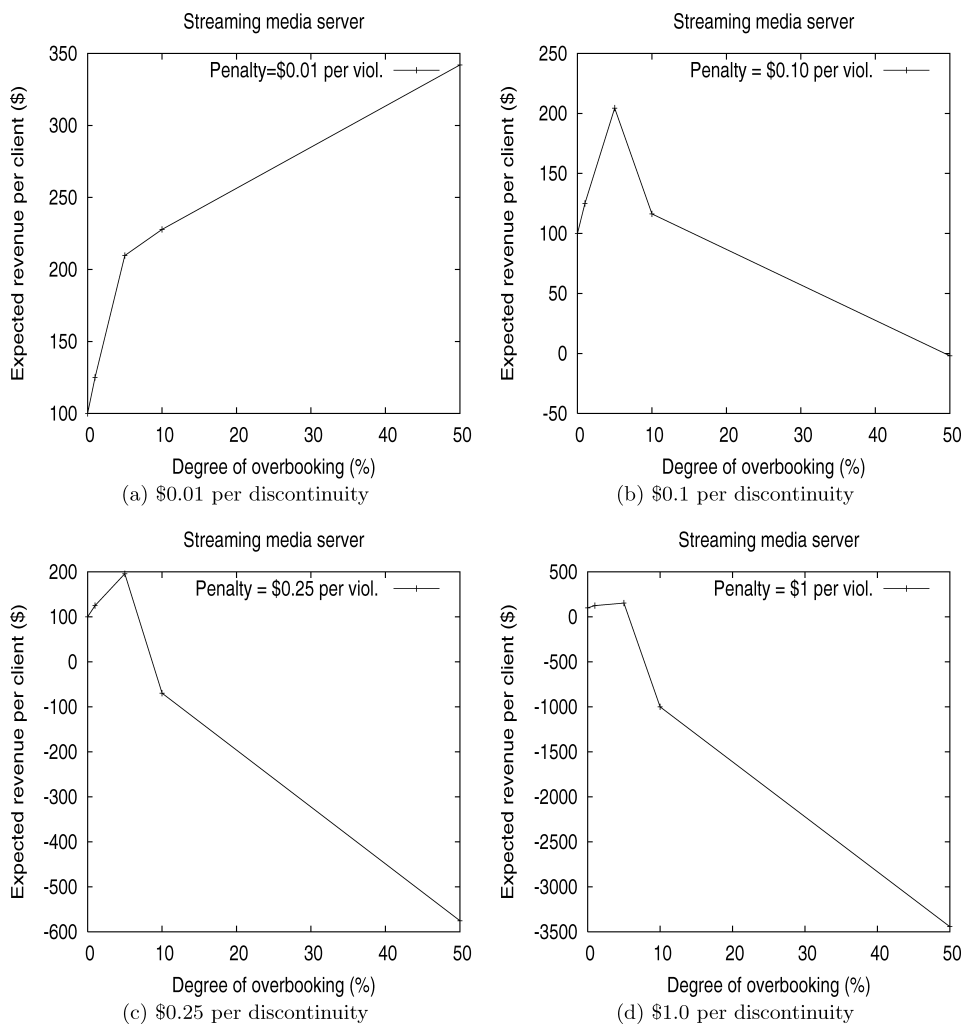 Streaming media server
Penalty=$0.01 per viol.
Expected revenue per client ($)
350
300
250
200
150
100
0 10 20 30 40 50
Degree of overbooking (%)
(a) $0.01 per discontinuity
Streaming media server
Penalty = $0.10 per viol.
Expected revenue per client ($)
250
200
150
100
50
0
-50
0 10 20 30 40 50
Degree of overbooking (%)
(b) $0.1 per discontinuity
Streaming media server
Penalty = $0.25 per viol.
Expected revenue per client ($)
200
100
0
-100
-200
-300
-400
-500
-600
0 10 20 30 40 50
Degree of overbooking (%)
(c) $0.25 per discontinuity
Streaming media server
Penalty = $1 per viol.
Expected revenue per client ($)
500
0
-500
-1000
-1500
-2000
-2500
-3000
-3500
0 10 20 30 40 50
Degree of overbooking (%)
(d) $1.0 per discontinuity